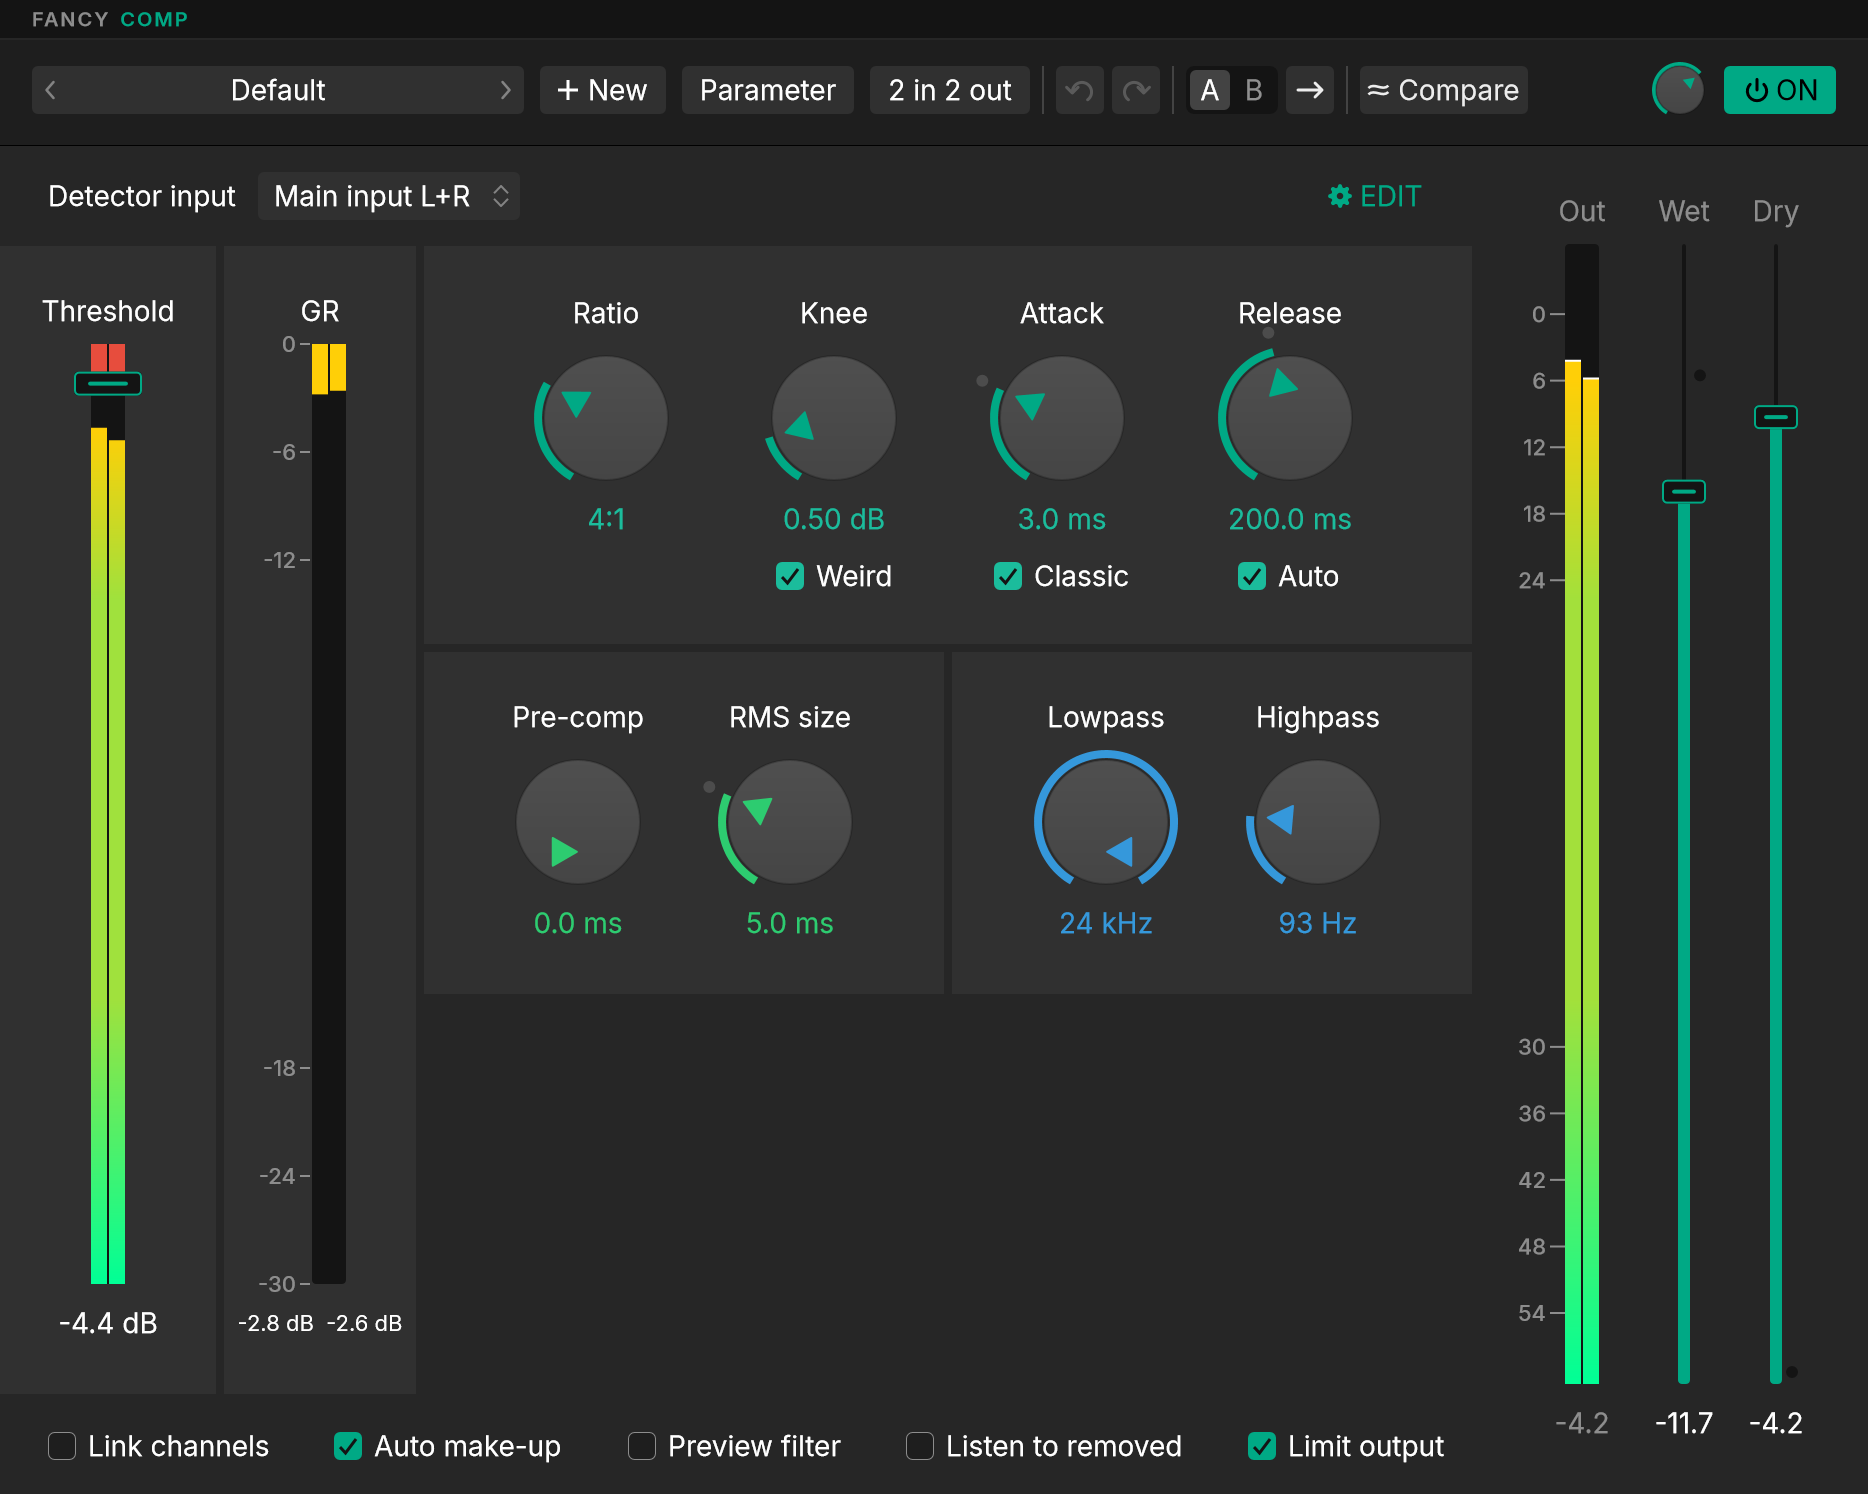 FANCY COMP
Default
New
Parameter
2 in 2 out
A B
Compare
ON
Detector input
Main input L+R
EDIT
Out Wet Dry
Threshold
GR
0
-6
-12
-18
-24
-30
-4.4 dB
-2.8 dB -2.6 dB
Ratio Knee Attack Release
4:1 0.50 dB 3.0 ms 200.0 ms
Weird Classic Auto
Pre-comp RMS size
0.0 ms 5.0 ms
Lowpass Highpass
24 kHz 93 Hz
0
6
12
18
24
30
36
42
48
54
-4.2 -11.7 -4.2
Link channels Auto make-up Preview filter Listen to removed Limit output